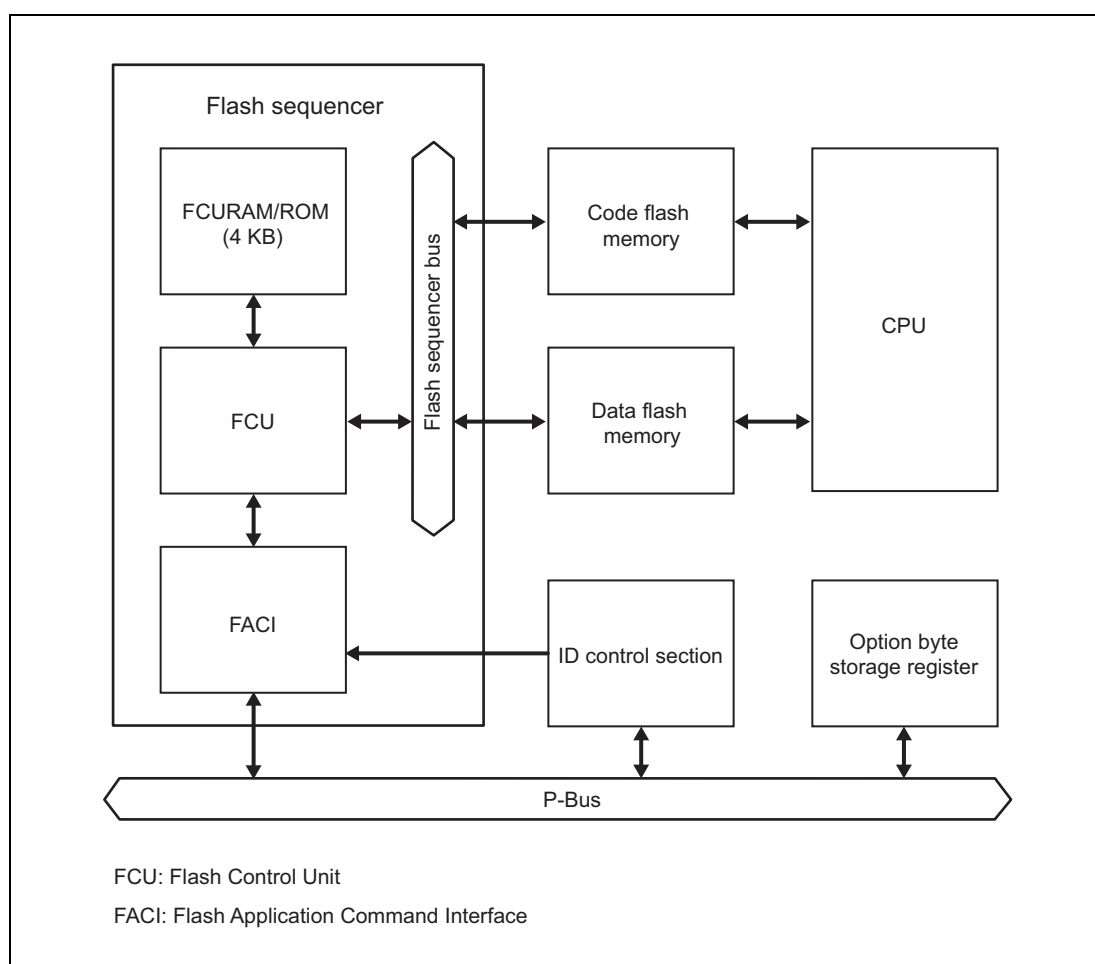 Flash sequencer
FCURAM/ROM
(4 KB)
Flash sequencer bus
Code flash
memory
CPU
FCU
Data flash
memory
FACI
ID control section
Option byte
storage register
P-Bus
FCU: Flash Control Unit
FACI: Flash Application Command Interface